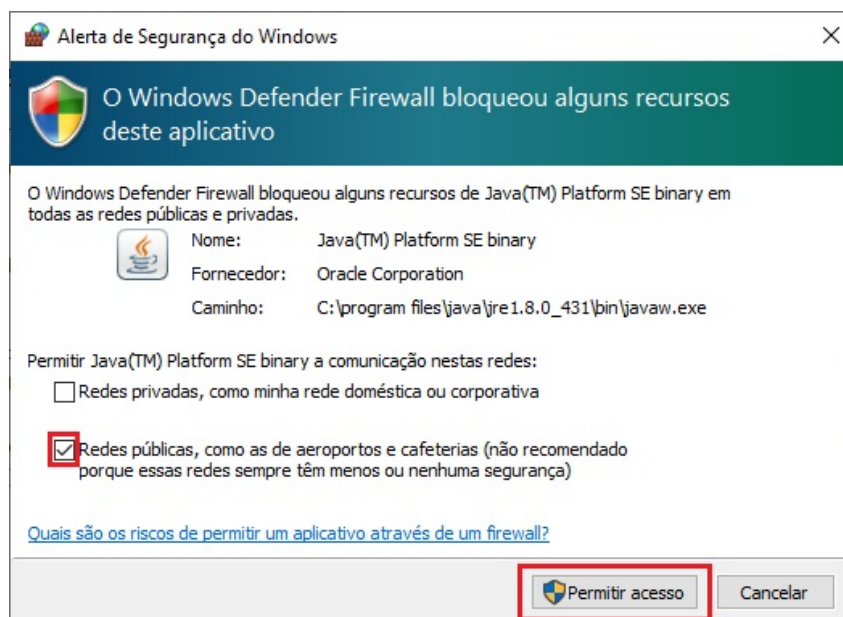 Alerta de Segurança do Windows
O Windows Defender Firewall bloqueou alguns recursos
deste aplicativo
O Windows Defender Firewall bloqueou alguns recursos de Java(TM) Platform SE binary em
todas as redes públicas e privadas.
Nome: Java(TM) Platform SE binary
Fornecedor: Oracle Corporation
Caminho: C:\program files\java\jre1.8.0_431\bin\javaw.exe
Permitir Java(TM) Platform SE binary a comunicação nestas redes:
Redes privadas, como minha rede doméstica ou corporativa
Redes públicas, como as de aeroportos e cafeterias (não recomendado
porque essas redes sempre têm menos ou nenhuma segurança)
Quais são os riscos de permitir um aplicativo através de um firewall?
Permitir acesso Cancelar